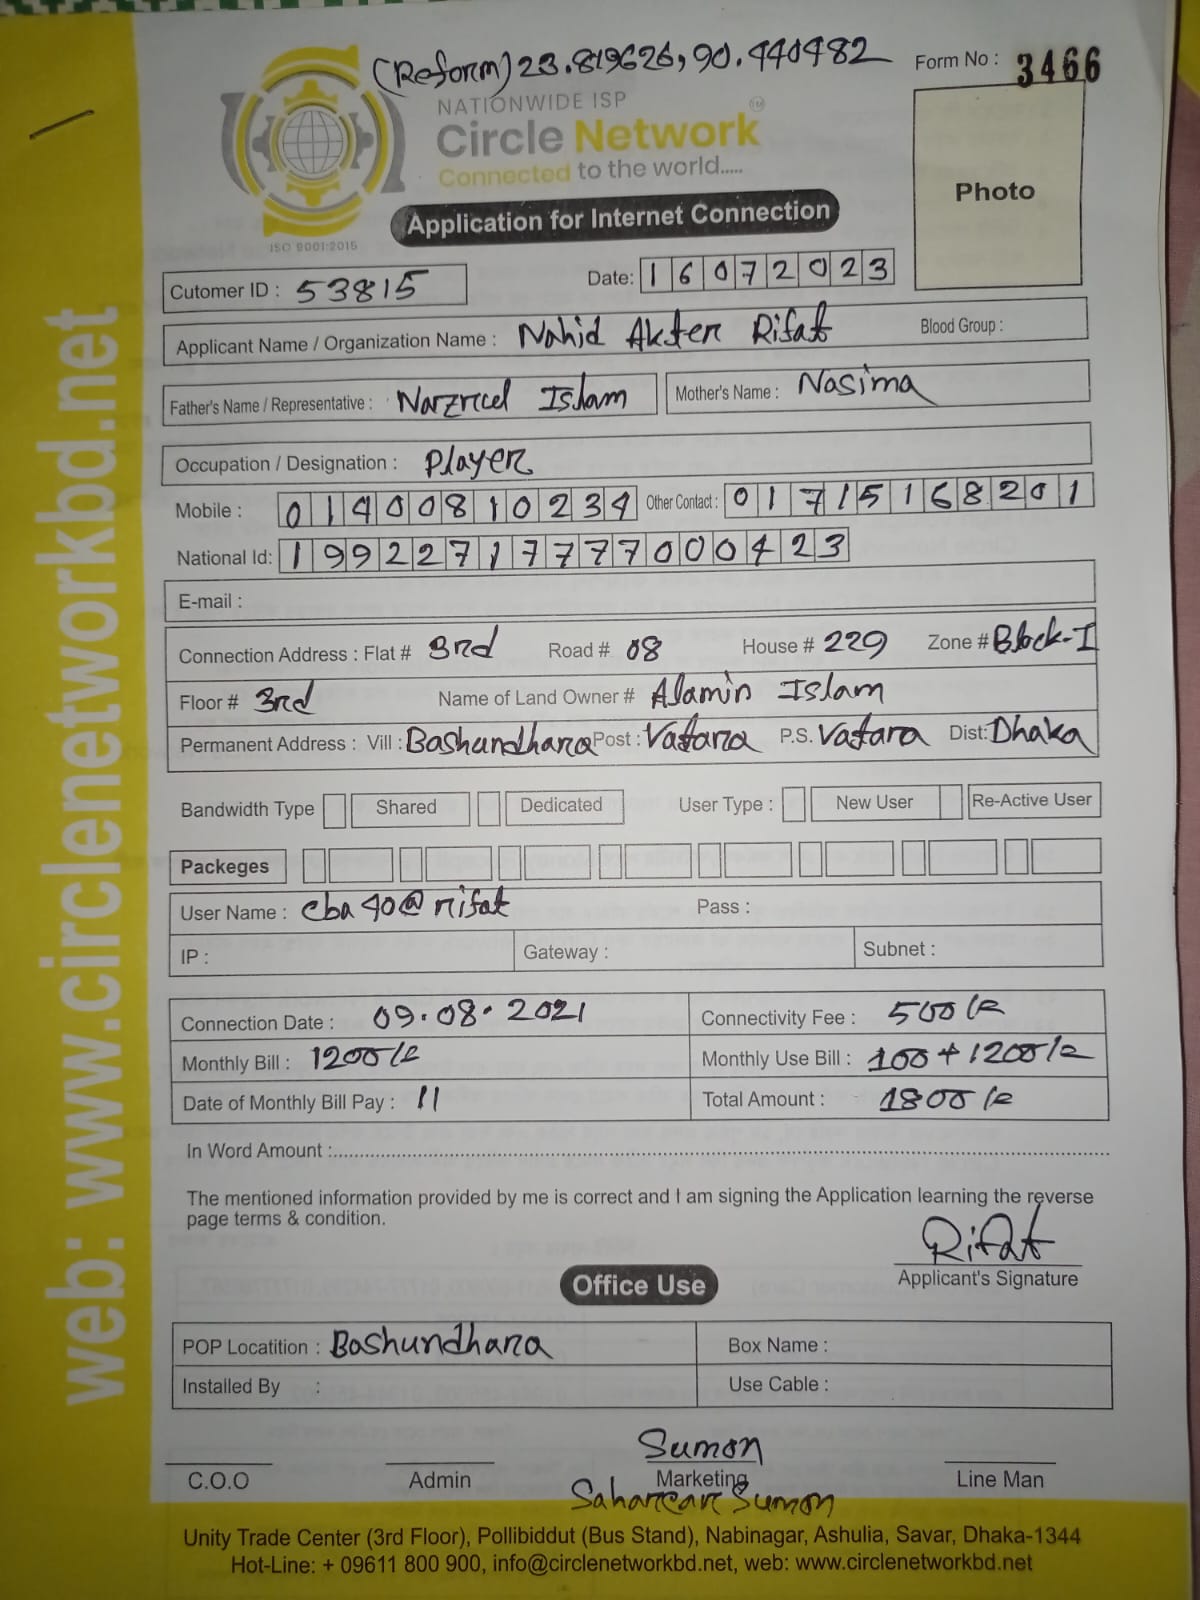 (Reform) 23.819626, 90.440482
Form No : 3466
NATIONWIDE ISP
Circle Network
Connected to the world.....
ISO 9001:2015
Photo
Application for Internet Connection
Cutomer ID : 53815 Date: 16072023
Applicant Name / Organization Name : Nahid Akter Rifat Blood Group :
Father's Name / Representative : Islam Mother's Name : Nasima
Occupation / Designation : Player
Mobile : 01400810234 Other Contact : 01715168201
National Id: 19922717777000423
E-mail :
Connection Address : Flat # 3rd Road # 08 House # 229 Zone # Block-I
Floor # 3rd Name of Land Owner # Alamin Islam
Permanent Address : Vill : Bashundhara Post : Vatara P.S. Vatara Dist: Dhaka
Bandwidth Type Shared Dedicated User Type : New User Re-Active User
Packeges
User Name : cba40@rifat Pass :
IP : Gateway : Subnet :
Connection Date : 09.08.2021 Connectivity Fee : 500/=
Monthly Bill : 1200/= Monthly Use Bill : 100+1200/=
Date of Monthly Bill Pay : 11 Total Amount : 1800/=
In Word Amount :
The mentioned information provided by me is correct and I am signing the Application learning the reverse
page terms & condition.
Rifat
Applicant's Signature
Office Use
POP Locatition : Bashundhara Box Name :
Installed By : Use Cable :
Sumon
C.O.O Admin Marketing Line Man
Sumon
Unity Trade Center (3rd Floor), Pollibiddut (Bus Stand), Nabinagar, Ashulia, Savar, Dhaka-1344
Hot-Line: + 09611 800 900, info@circlenetworkbd.net, web: www.circlenetworkbd.net
web: www.circlenetworkbd.net